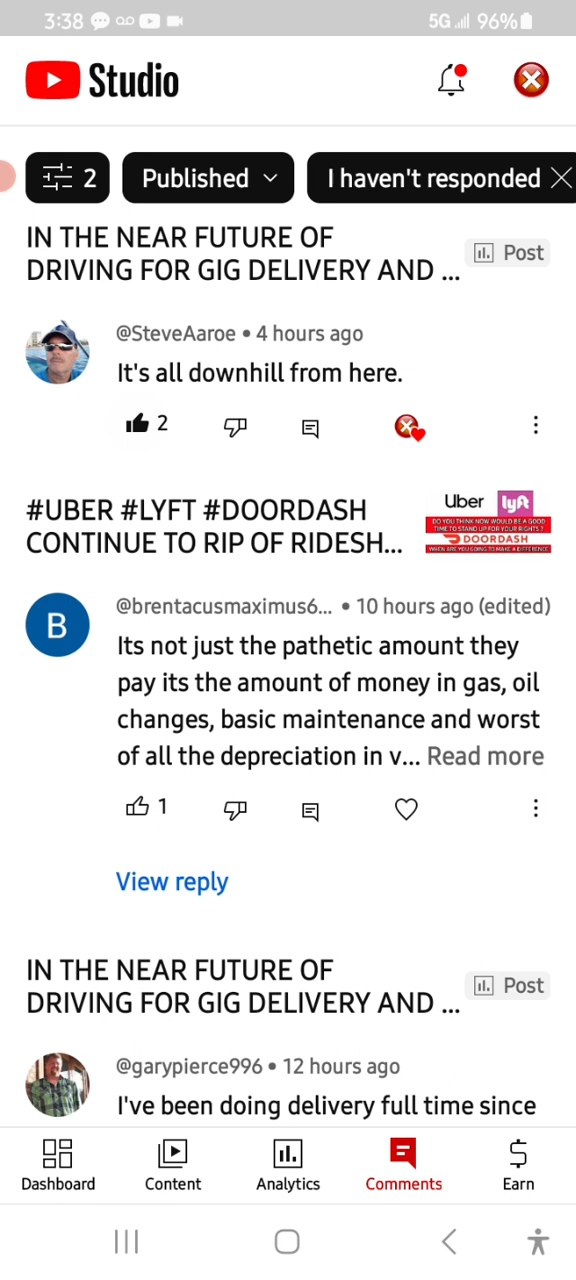 3:38
5G 96%
Studio
2
Published
I haven't responded
IN THE NEAR FUTURE OF
DRIVING FOR GIG DELIVERY AND ...
Post
@SteveAaroe • 4 hours ago
It's all downhill from here.
2
#UBER #LYFT #DOORDASH
CONTINUE TO RIP OF RIDESH...
Uber lyft
DO YOU THINK NOW WOULD BE A GOOD
TIME TO STAND UP FOR YOUR RIGHTS ?
DOORDASH
WHEN ARE YOU GOING TO MAKE A DIFFERENCE
B
@brentacusmaximus6... • 10 hours ago (edited)
Its not just the pathetic amount they
pay its the amount of money in gas, oil
changes, basic maintenance and worst
of all the depreciation in v... Read more
1
View reply
IN THE NEAR FUTURE OF
DRIVING FOR GIG DELIVERY AND ...
Post
@garypierce996 • 12 hours ago
I've been doing delivery full time since
Dashboard
Content
Analytics
Comments
Earn